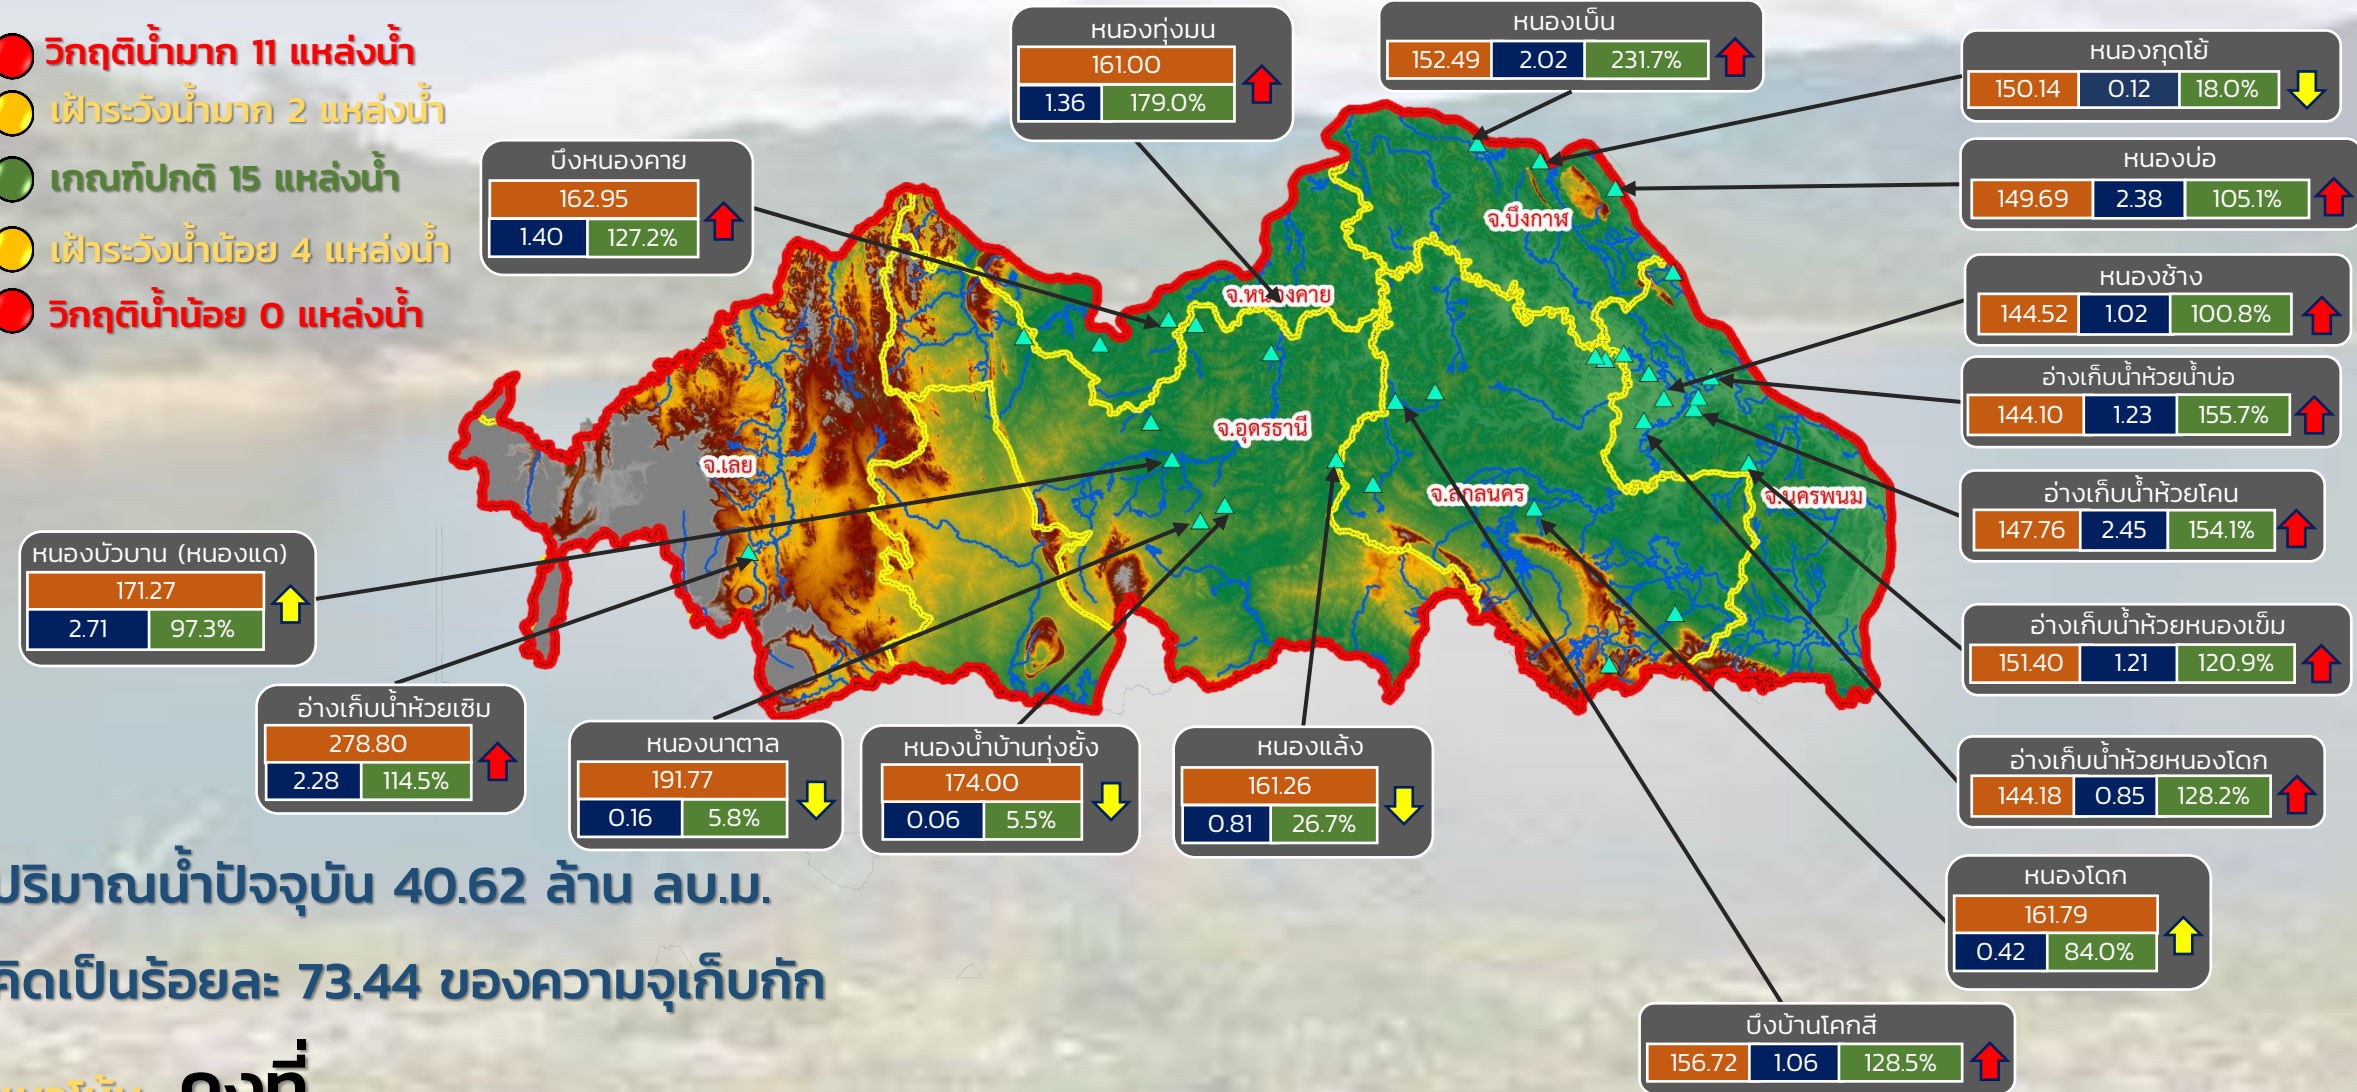 วิกฤติน้ำมาก 11 แหล่งน้ำ
เฝ้าระวังน้ำมาก 2 แหล่งน้ำ
เกณฑ์ปกติ 15 แหล่งน้ำ
เฝ้าระวังน้ำน้อย 4 แหล่งน้ำ
วิกฤติน้ำน้อย 0 แหล่งน้ำ
หนองทุ่งมน
161.00
1.36 179.0%
หนองเบ็น
152.49 2.02 231.7%
หนองกุดโย้
150.14 0.12 18.0%
บึงหนองคาย
162.95
1.40 127.2%
หนองบ่อ
149.69 2.38 105.1%
หนองช้าง
144.52 1.02 100.8%
อ่างเก็บน้ำห้วยน้ำบ่อ
144.10 1.23 155.7%
อ่างเก็บน้ำห้วยโคน
147.76 2.45 154.1%
อ่างเก็บน้ำห้วยหนองเข็ม
151.40 1.21 120.9%
อ่างเก็บน้ำห้วยหนองโดก
144.18 0.85 128.2%
หนองโดก
161.79
0.42 84.0%
บึงบ้านโคกสี
156.72 1.06 128.5%
จ.บึงกาฬ
จ.หนองคาย
จ.อุดรธานี
จ.เลย
จ.สกลนคร
จ.นครพนม
หนองบัวบาน (หนองแด)
171.27
2.71 97.3%
อ่างเก็บน้ำห้วยเซิม
278.80
2.28 114.5%
หนองนาตาล
191.77
0.16 5.8%
หนองน้ำบ้านทุ่งยั้ง
174.00
0.06 5.5%
หนองแล้ง
161.26
0.81 26.7%
ปริมาณน้ำปัจจุบัน 40.62 ล้าน ลบ.ม.
คิดเป็นร้อยละ 73.44 ของความจุเก็บกัก
คงที่